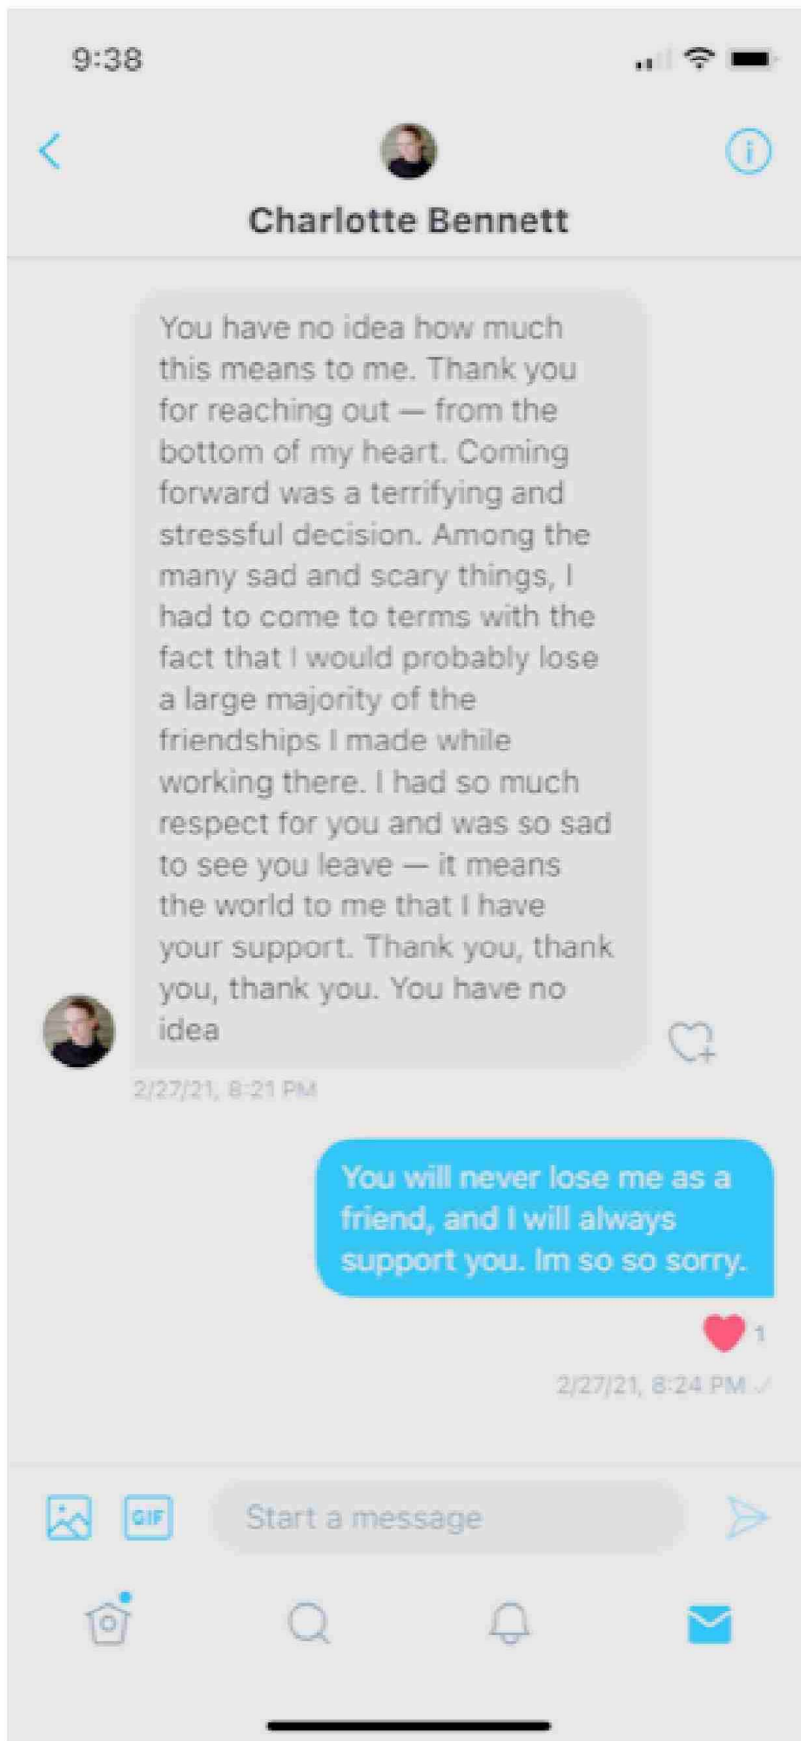 9:38
Charlotte Bennett
You have no idea how much
this means to me. Thank you
for reaching out — from the
bottom of my heart. Coming
forward was a terrifying and
stressful decision. Among the
many sad and scary things, I
had to come to terms with the
fact that I would probably lose
a large majority of the
friendships I made while
working there. I had so much
respect for you and was so sad
to see you leave — it means
the world to me that I have
your support. Thank you, thank
you, thank you. You have no
idea
2/27/21, 8:21 PM
You will never lose me as a
friend, and I will always
support you. Im so so sorry.
1
2/27/21, 8:24 PM
GIF
Start a message